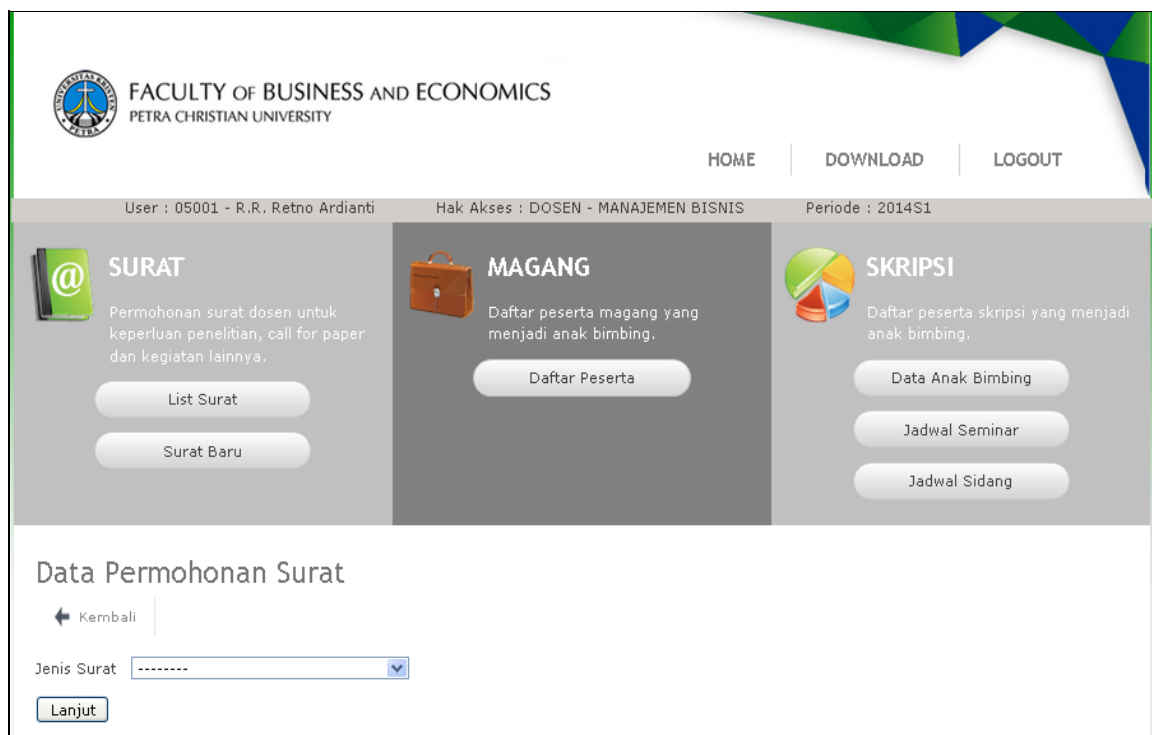 UNIVERSITAS KRISTEN
PETRA
FACULTY OF BUSINESS AND ECONOMICS
PETRA CHRISTIAN UNIVERSITY
HOME
DOWNLOAD
LOGOUT
User : 05001 - R.R. Retno Ardianti
Hak Akses : DOSEN - MANAJEMEN BISNIS
Periode : 2014S1
@
SURAT
Permohonan surat dosen untuk
keperluan penelitian, call for paper
dan kegiatan lainnya.
List Surat
Surat Baru
MAGANG
Daftar peserta magang yang
menjadi anak bimbing.
Daftar Peserta
SKRIPSI
Daftar peserta skripsi yang menjadi
anak bimbing.
Data Anak Bimbing
Jadwal Seminar
Jadwal Sidang
Data Permohonan Surat
Kembali
Jenis Surat --------
Lanjut